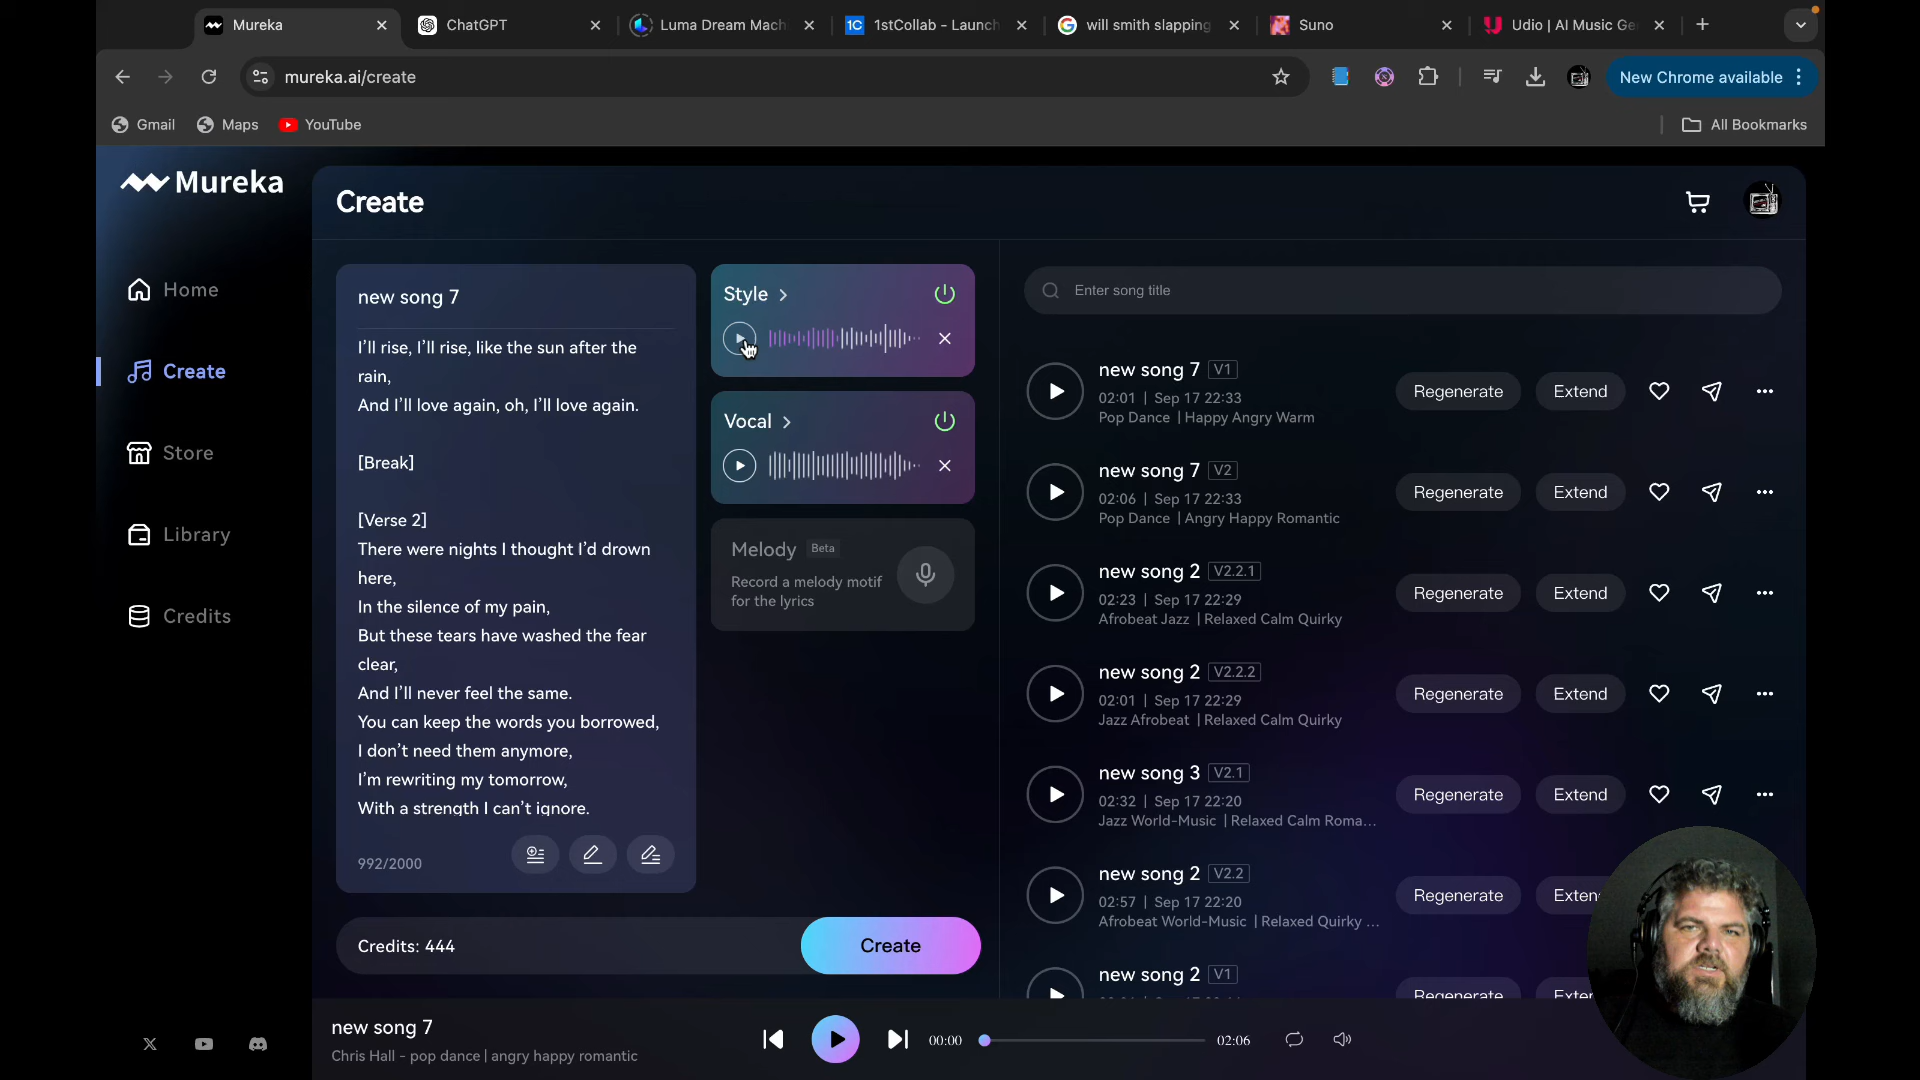 Mureka
ChatGPT
Luma Dream Mach
1C
1stCollab - Launch
will smith slapping
Suno
Udio | AI Music Ge
mureka.ai/create
New Chrome available
Gmail
Maps
YouTube
All Bookmarks
Mureka
Home
Create
Store
Library
Credits
Create
new song 7
I'll rise, I'll rise, like the sun after the
rain,
And I'll love again, oh, I'll love again.
[Break]
[Verse 2]
There were nights I thought I'd drown
here,
In the silence of my pain,
But these tears have washed the fear
clear,
And I'll never feel the same.
You can keep the words you borrowed,
I don't need them anymore,
I'm rewriting my tomorrow,
With a strength I can't ignore.
992/2000
Credits: 444
Create
Style
Vocal
Melody Beta
Record a melody motif
for the lyrics
Enter song title
new song 7 V1
02:01 | Sep 17 22:33
Pop Dance | Happy Angry Warm
Regenerate
Extend
new song 7 V2
02:06 | Sep 17 22:33
Pop Dance | Angry Happy Romantic
Regenerate
Extend
new song 2 V2.2.1
02:23 | Sep 17 22:29
Afrobeat Jazz | Relaxed Calm Quirky
Regenerate
Extend
new song 2 V2.2.2
02:01 | Sep 17 22:29
Jazz Afrobeat | Relaxed Calm Quirky
Regenerate
Extend
new song 3 V2.1
02:32 | Sep 17 22:20
Jazz World-Music | Relaxed Calm Roma...
Regenerate
Extend
new song 2 V2.2
02:57 | Sep 17 22:20
Afrobeat World-Music | Relaxed Quirky ...
Regenerate
Exten
new song 2 V1
Regenerate
Exter
new song 7
Chris Hall - pop dance | angry happy romantic
00:00
02:06